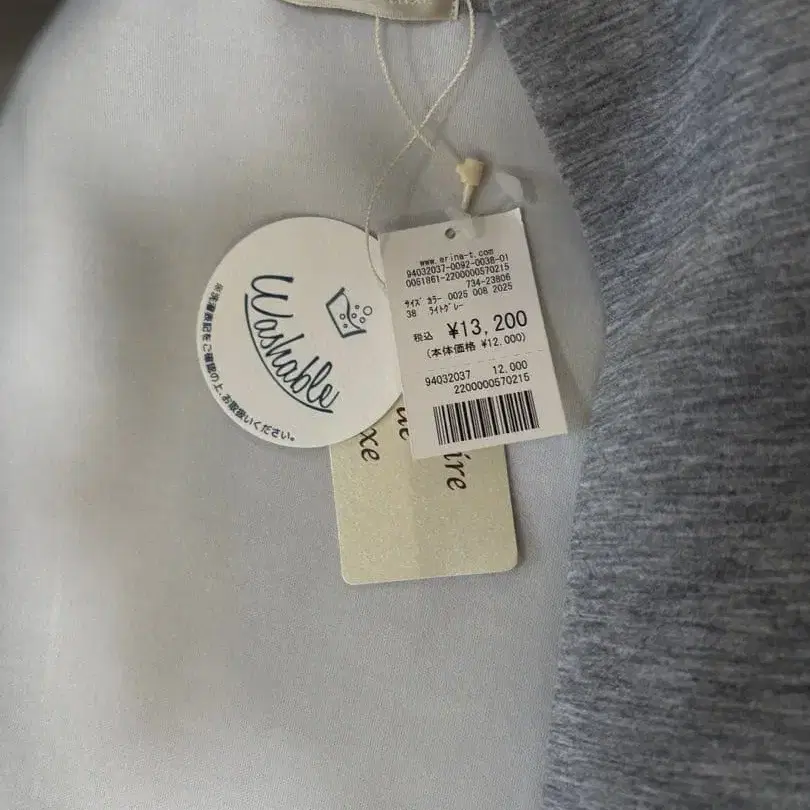 Washable
※洗濯表記をご確認の上、お取扱いください。
www.erina-t.com
94032037-0092-0038-01
0061861-2200000570215
734-23806
サイズ カラー 0025 006 2025
38 ライトグレー
税込 ¥13,200
(本体価格 ¥12,000)
94032037 12,000
2200000570215